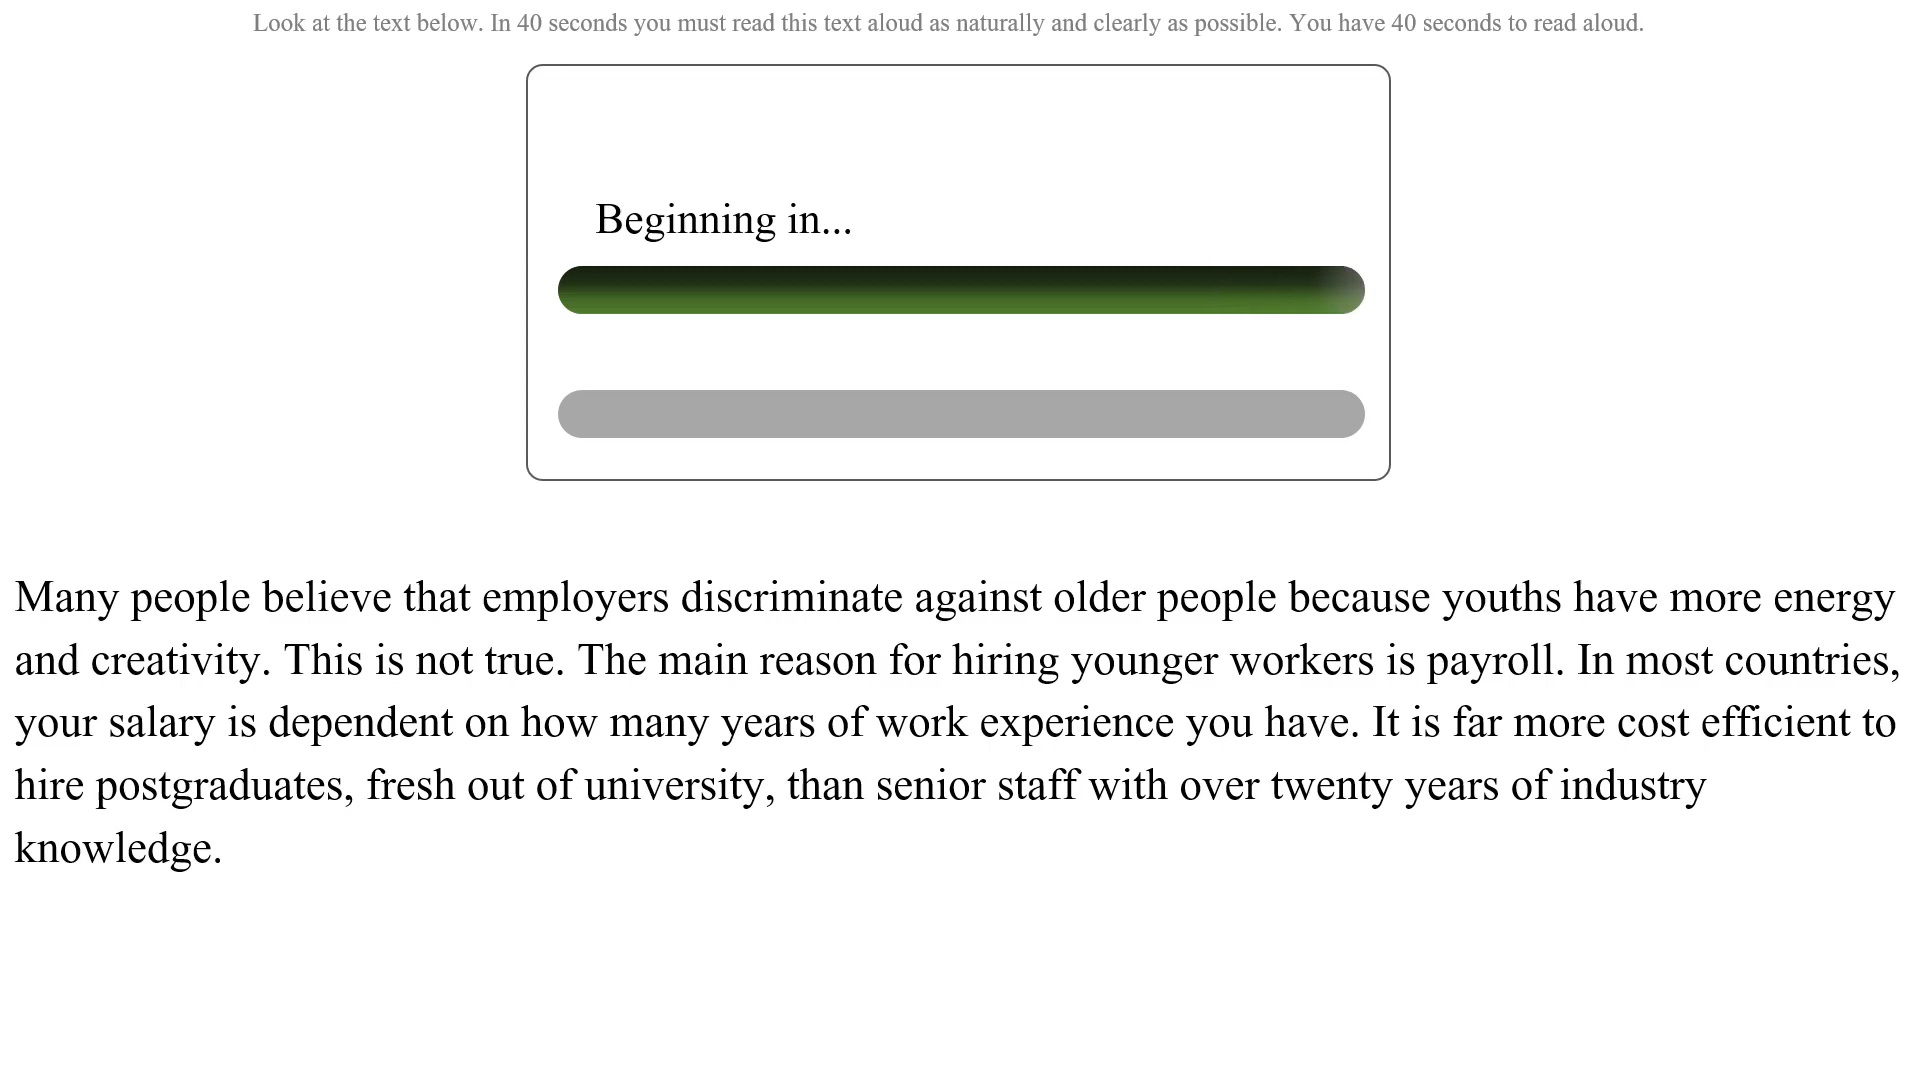 Look at the text below. In 40 seconds you must read this text aloud as naturally and clearly as possible. You have 40 seconds to read aloud.
Beginning in...
Many people believe that employers discriminate against older people because youths have more energy
and creativity. This is not true. The main reason for hiring younger workers is payroll. In most countries,
your salary is dependent on how many years of work experience you have. It is far more cost efficient to
hire postgraduates, fresh out of university, than senior staff with over twenty years of industry
knowledge.